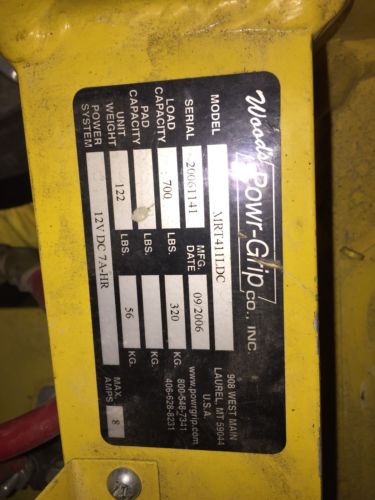 Wood's Powr-Grip CO., INC.
908 WEST MAIN
LAUREL, MT 59044
U.S.A.
800-548-7341
406-628-8231
www.powrgrip.com
MODEL MRT411LDC
SERIAL 20061141 MFG. DATE 09/2006
LOAD CAPACITY 700 LBS. 320 KG.
PAD CAPACITY LBS. KG.
UNIT WEIGHT 122 LBS. 56 KG.
POWER SYSTEM 12V DC 7A-HR MAX. AMPS 8